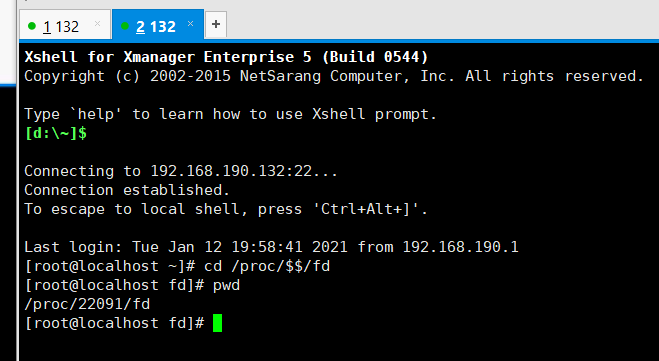 1 132 × 2 132 × +
Xshell for Xmanager Enterprise 5 (Build 0544)
Copyright (c) 2002-2015 NetSarang Computer, Inc. All rights reserved.
Type `help' to learn how to use Xshell prompt.
[d:\~]$
Connecting to 192.168.190.132:22...
Connection established.
To escape to local shell, press 'Ctrl+Alt+]'.
Last login: Tue Jan 12 19:58:41 2021 from 192.168.190.1
[root@localhost ~]# cd /proc/$$/fd
[root@localhost fd]# pwd
/proc/22091/fd
[root@localhost fd]#